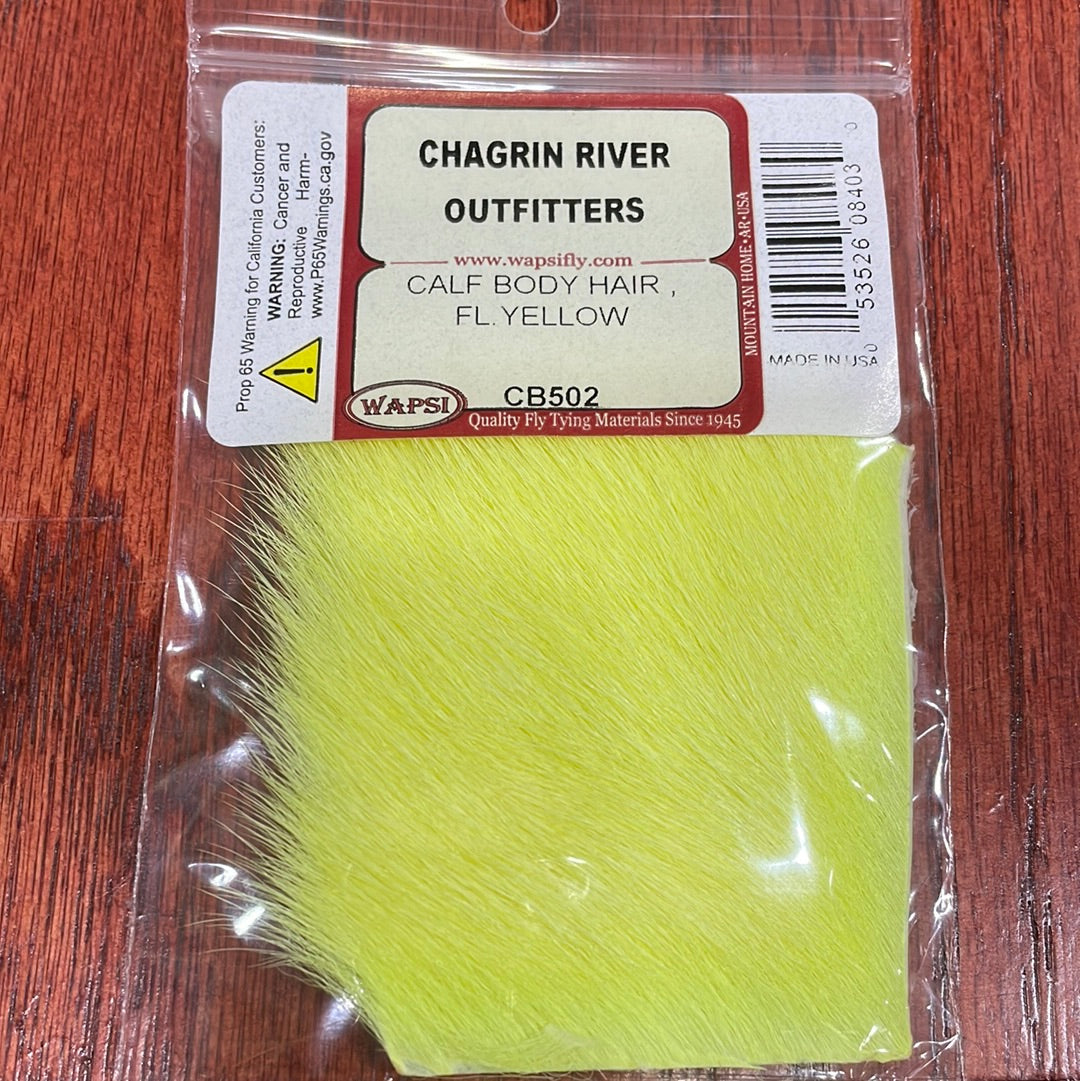 Prop 65 Warning for California Customers:
WARNING: Cancer and
Reproductive Harm-
www.P65Warnings.ca.gov
!
CHAGRIN RIVER
OUTFITTERS
www.wapsifly.com
CALF BODY HAIR ,
FL.YELLOW
CB502
WAPSI
Quality Fly Tying Materials Since 1945
MOUNTAIN HOME•AR•USA
0 53526 08403 0
MADE IN USA